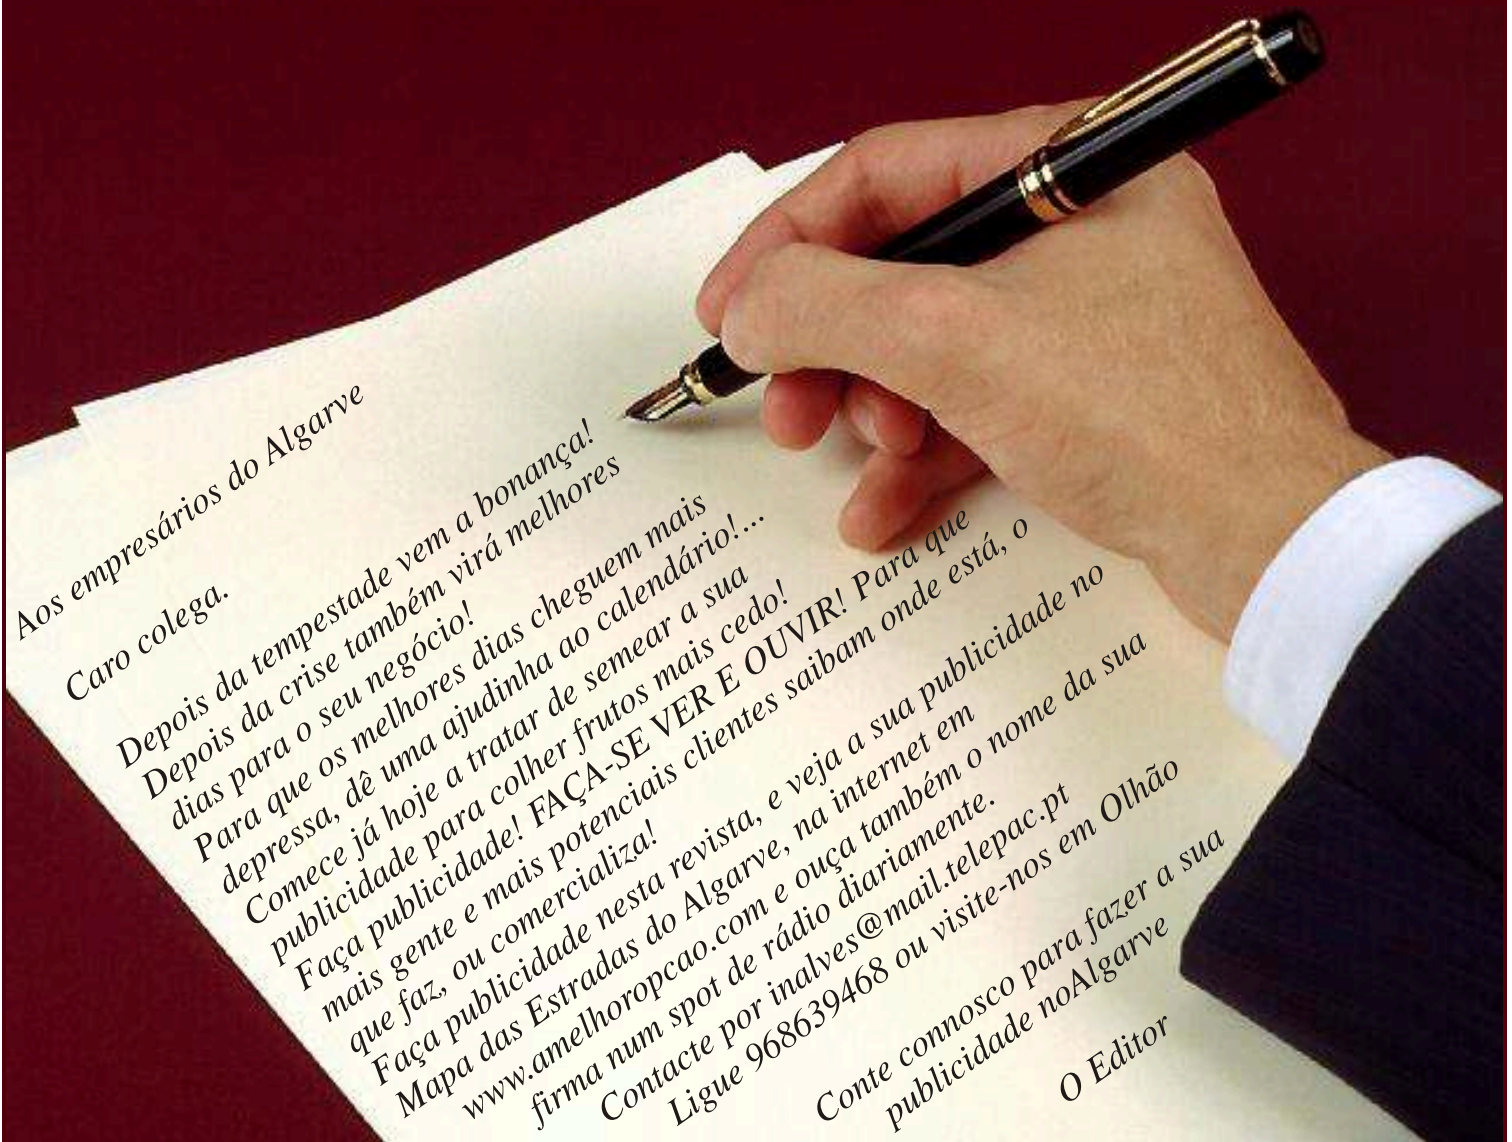 Aos empresários do Algarve
Caro colega.
Depois da tempestade vem a bonança!
Depois da crise também virá melhores
dias para o seu negócio!
Para que os melhores dias cheguem mais
depressa, dê uma ajudinha ao calendário!...
Comece já hoje a tratar de semear a sua
publicidade para colher frutos mais cedo!
Faça publicidade! FAÇA-SE VER E OUVIR! Para que
mais gente e mais potenciais clientes saibam onde está, o
que faz, ou comercializa!
Faça publicidade nesta revista, e veja a sua publicidade no
Mapa das Estradas do Algarve, na internet em
www.amelhoropcao.com e ouça também o nome da sua
firma num spot de rádio diariamente.
Contacte por inalves@mail.telepac.pt
Ligue 968639468 ou visite-nos em Olhão
Conte connosco para fazer a sua
publicidade noAlgarve
O Editor